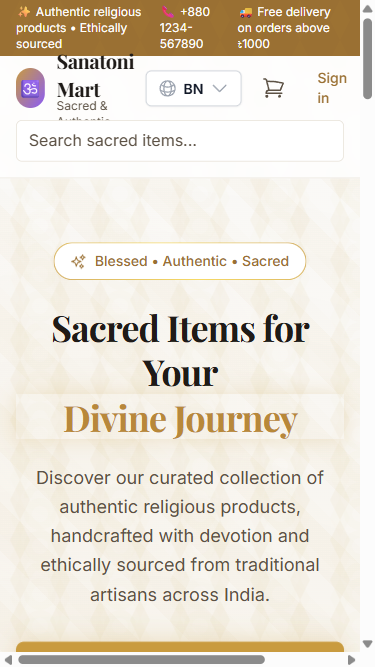 ✨ Authentic religious products • Ethically sourced
📞 +880 1234-567890
🚚 Free delivery on orders above ৳1000
🕉️
Sanatoni Mart
Sacred & Authentic
BN
Sign in
Search sacred items...
Blessed • Authentic • Sacred
Sacred Items for
Your
Divine Journey
Discover our curated collection of
authentic religious products,
handcrafted with devotion and
ethically sourced from traditional
artisans across India.